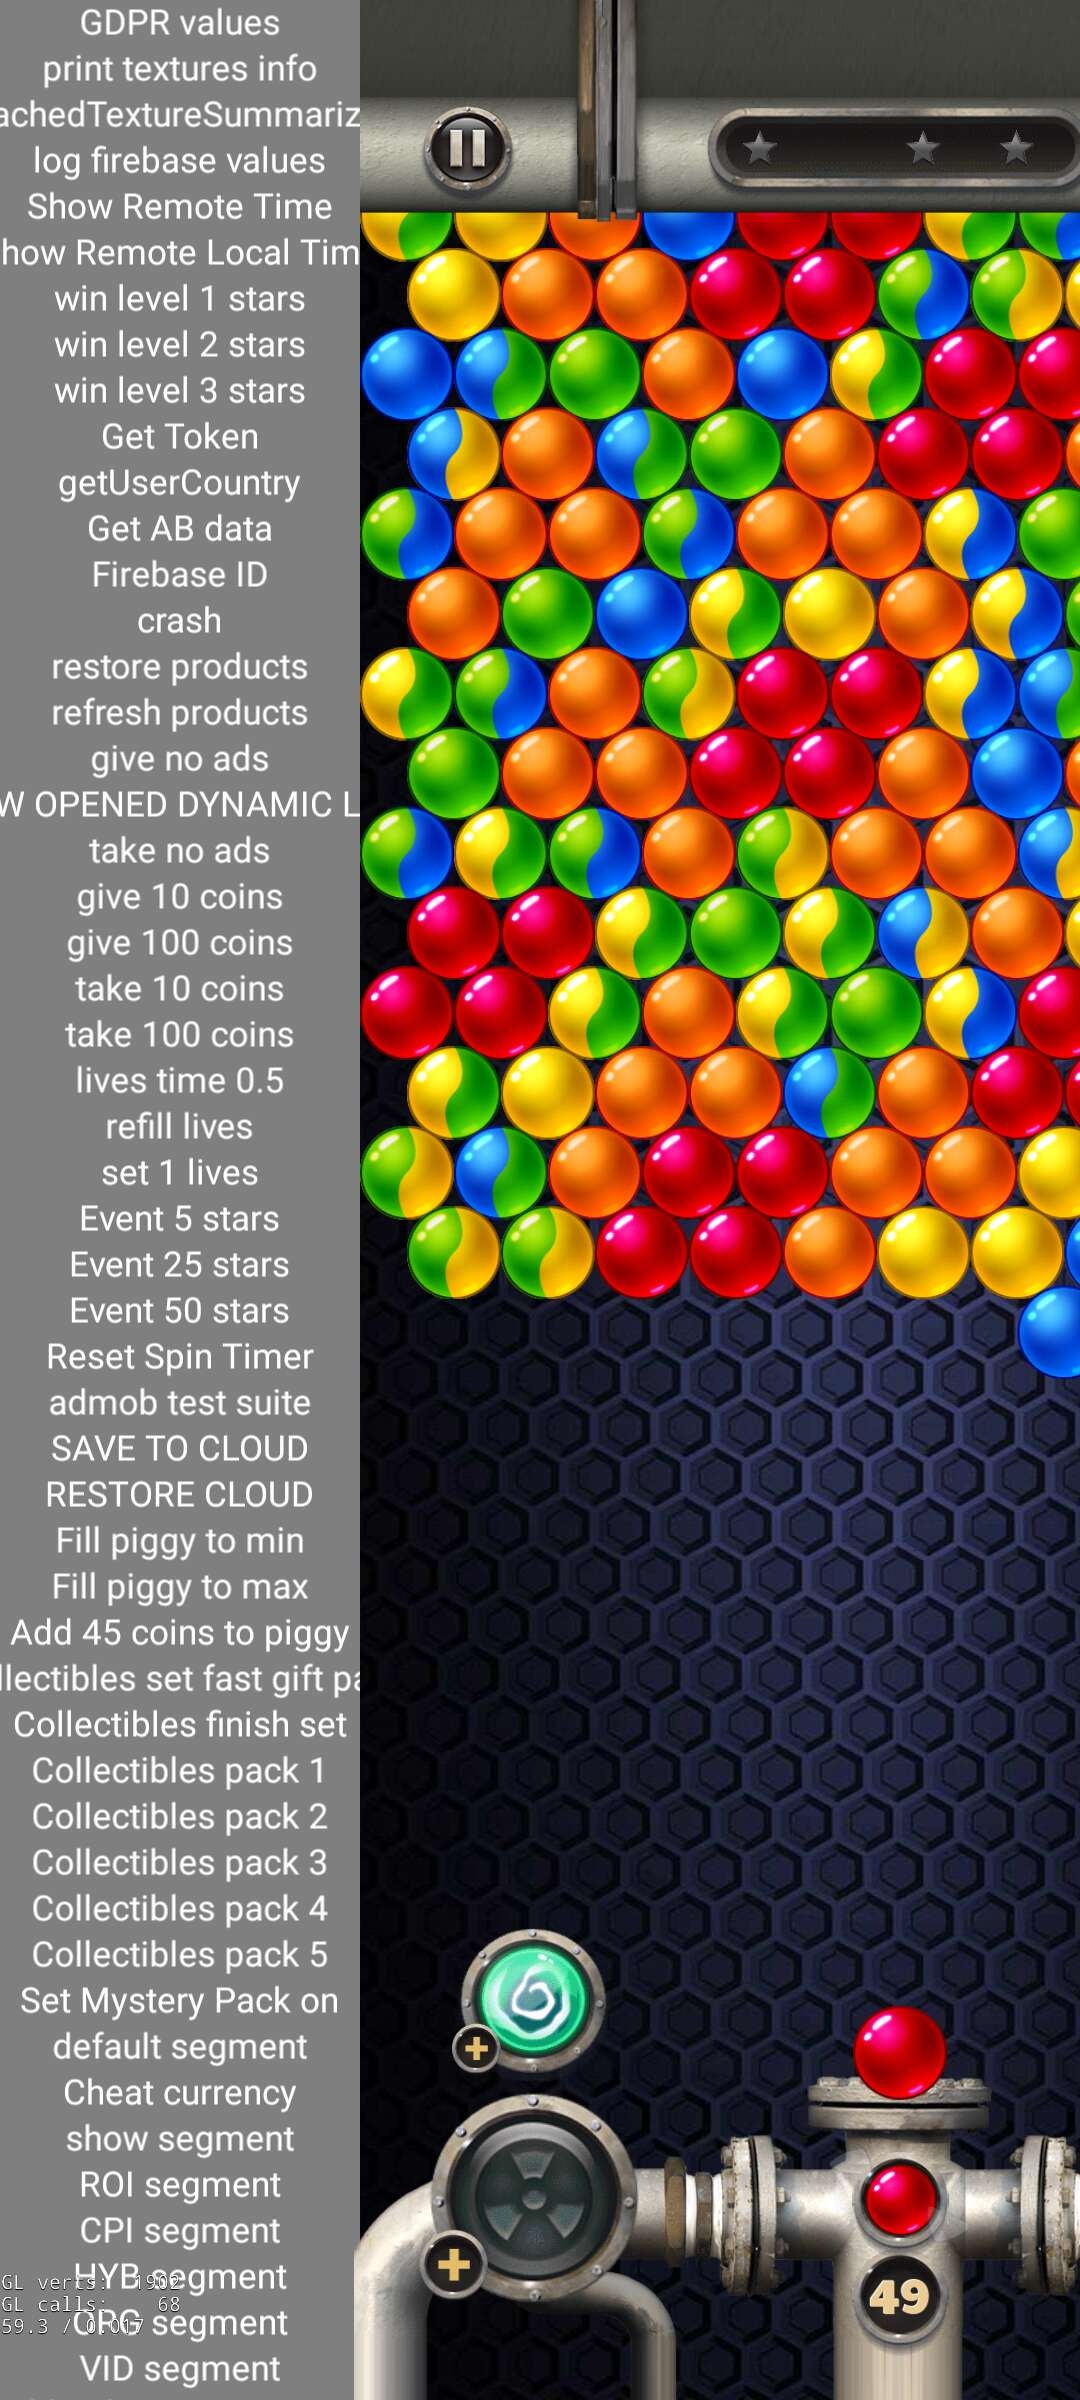 GDPR values
print textures info
achedTextureSummariz
log firebase values
Show Remote Time
how Remote Local Tim
win level 1 stars
win level 2 stars
win level 3 stars
Get Token
getUserCountry
Get AB data
Firebase ID
crash
restore products
refresh products
give no ads
W OPENED DYNAMIC L
take no ads
give 10 coins
give 100 coins
take 10 coins
take 100 coins
lives time 0.5
refill lives
set 1 lives
Event 5 stars
Event 25 stars
Event 50 stars
Reset Spin Timer
admob test suite
SAVE TO CLOUD
RESTORE CLOUD
Fill piggy to min
Fill piggy to max
Add 45 coins to piggy
llectibles set fast gift pa
Collectibles finish set
Collectibles pack 1
Collectibles pack 2
Collectibles pack 3
Collectibles pack 4
Collectibles pack 5
Set Mystery Pack on
default segment
Cheat currency
show segment
ROI segment
CPI segment
HYB segment
ORG segment
VID segment
GL verts: 1902
GL calls: 68
59.3 / 0.017
49